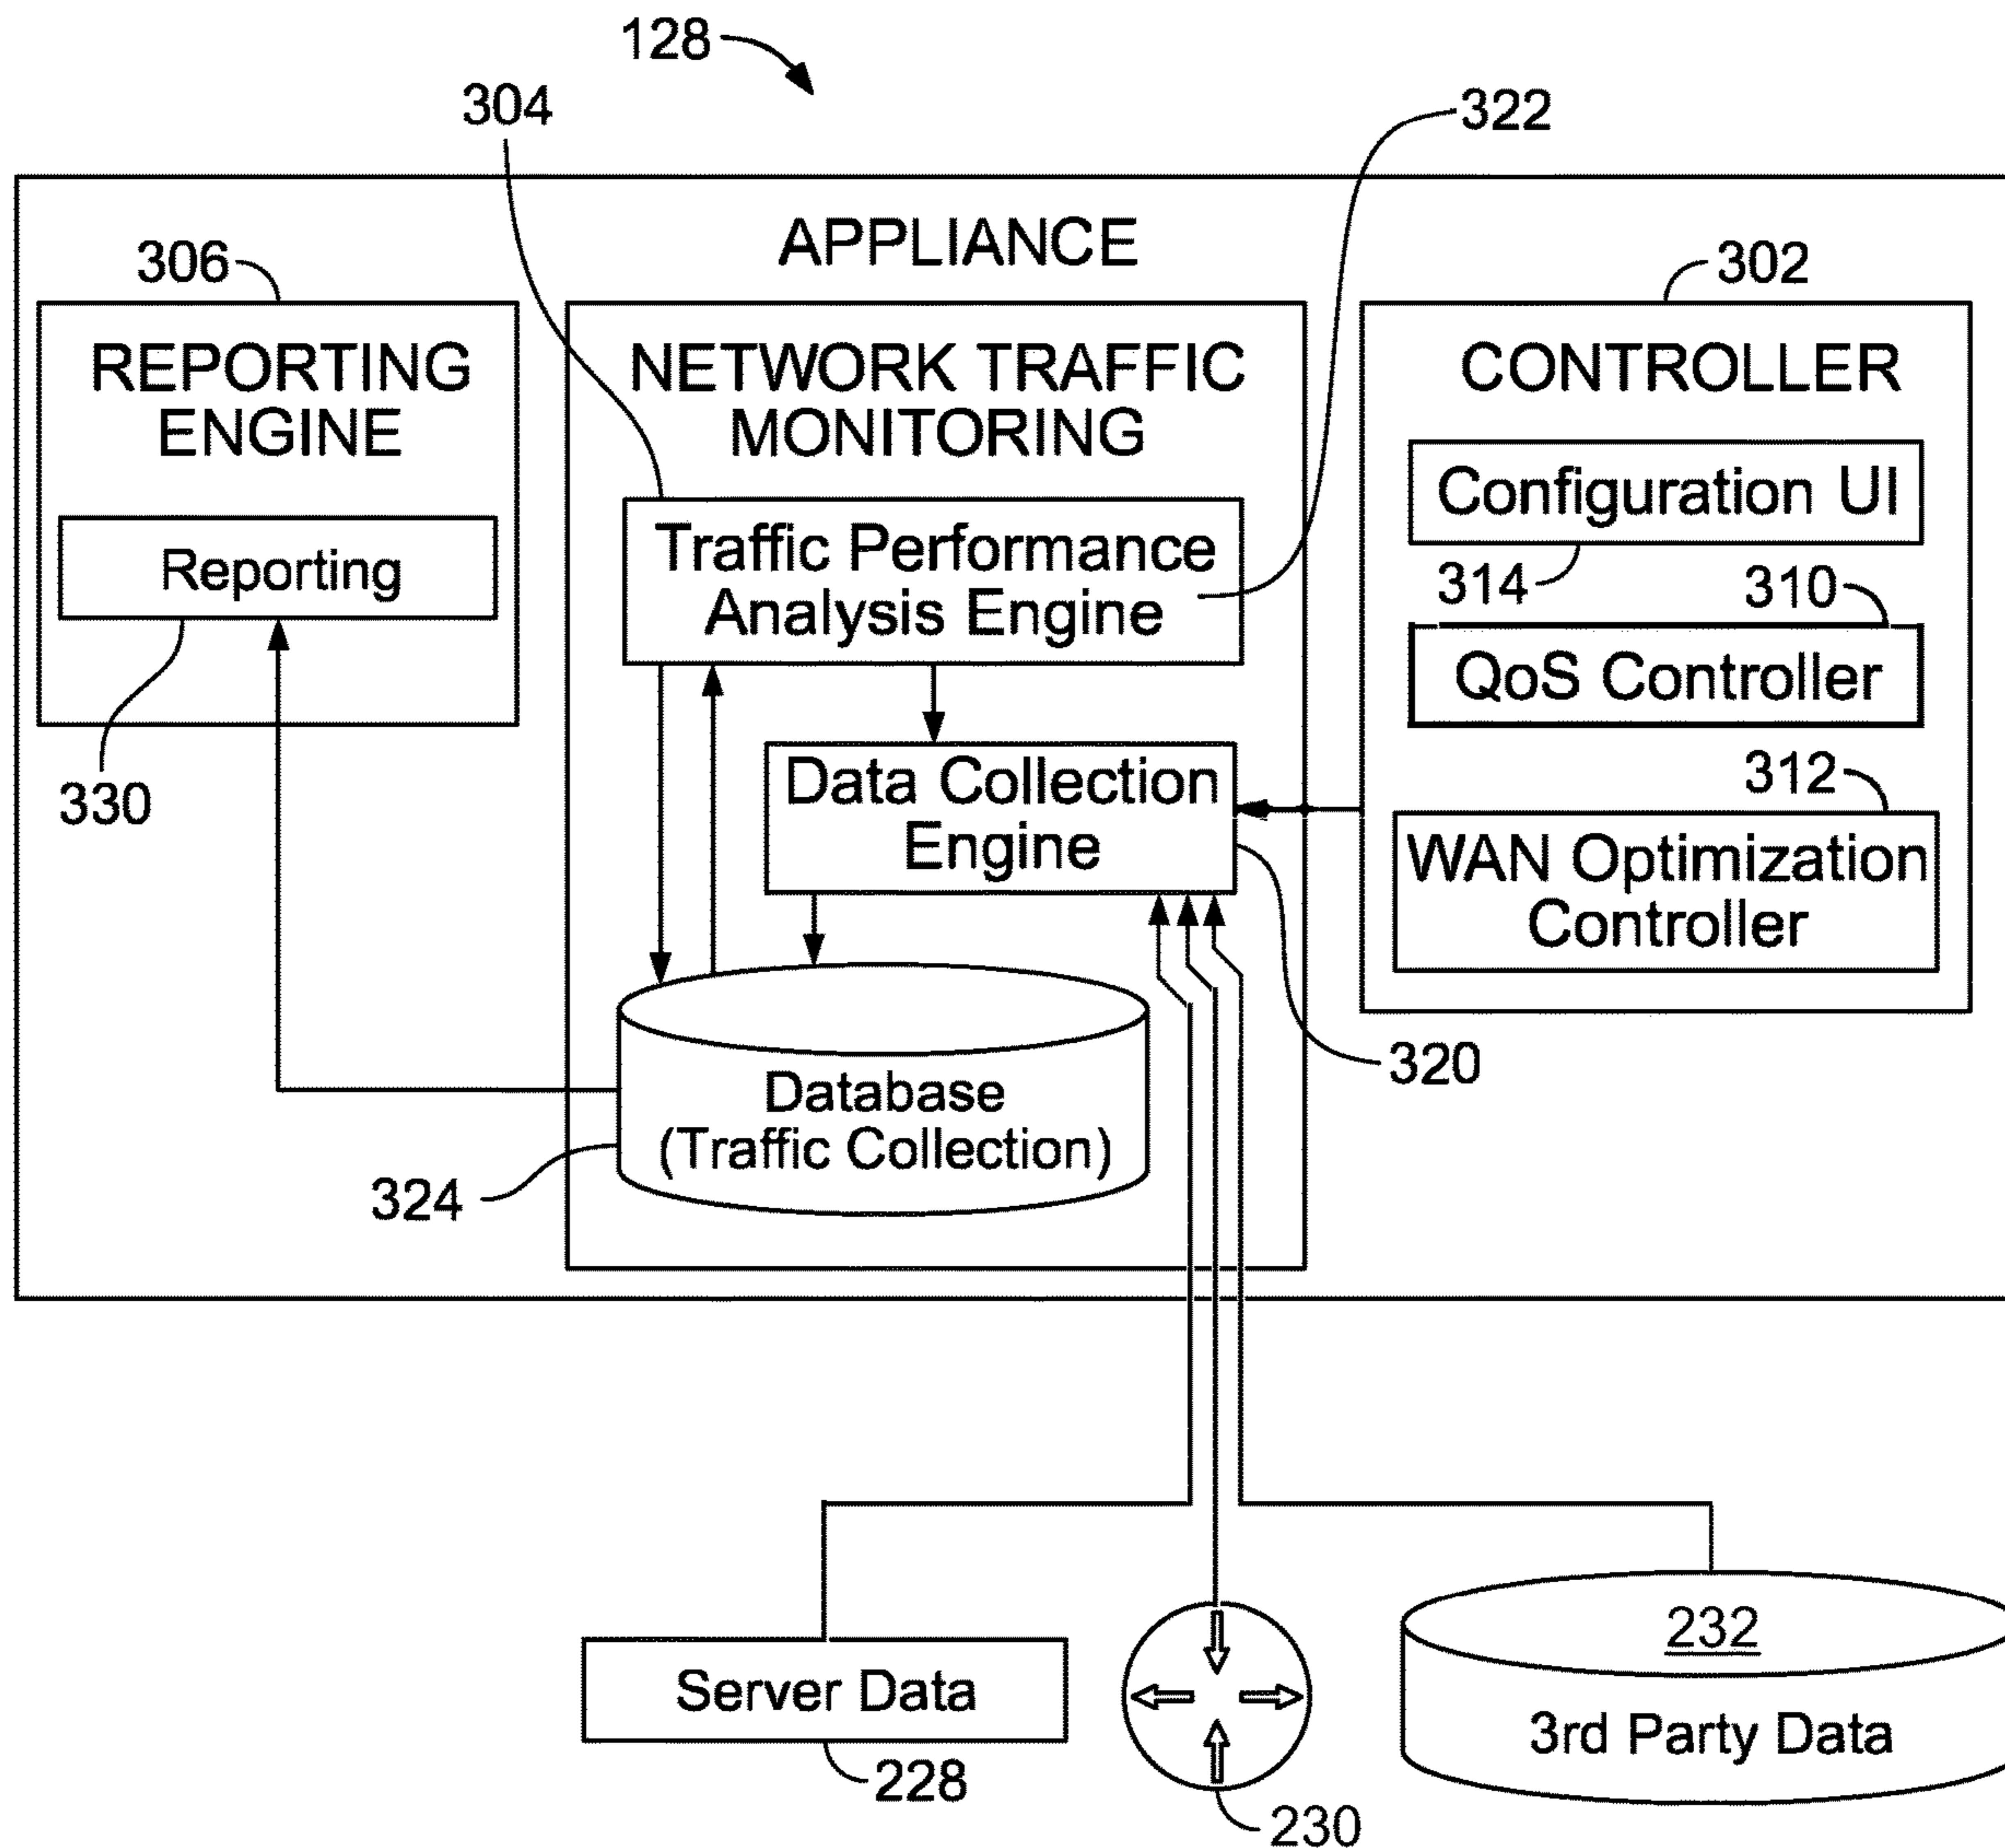 128
304
322
APPLIANCE
306
302
REPORTING
ENGINE
Reporting
330
NETWORK TRAFFIC
MONITORING
Traffic Performance
Analysis Engine
Data Collection
Engine
Database
(Traffic Collection)
324
320
CONTROLLER
Configuration UI
314
310
QoS Controller
312
WAN Optimization
Controller
Server Data
228
230
232
3rd Party Data